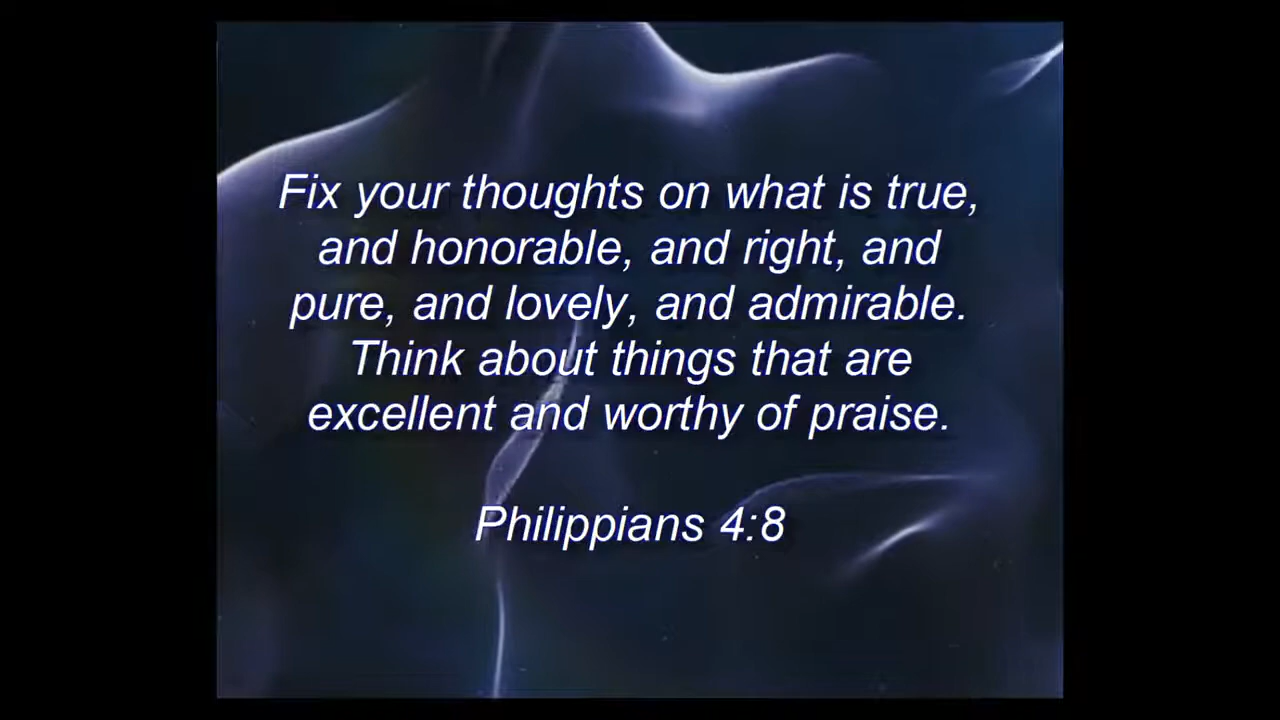 Fix your thoughts on what is true,
and honorable, and right, and
pure, and lovely, and admirable.
Think about things that are
excellent and worthy of praise.
Philippians 4:8